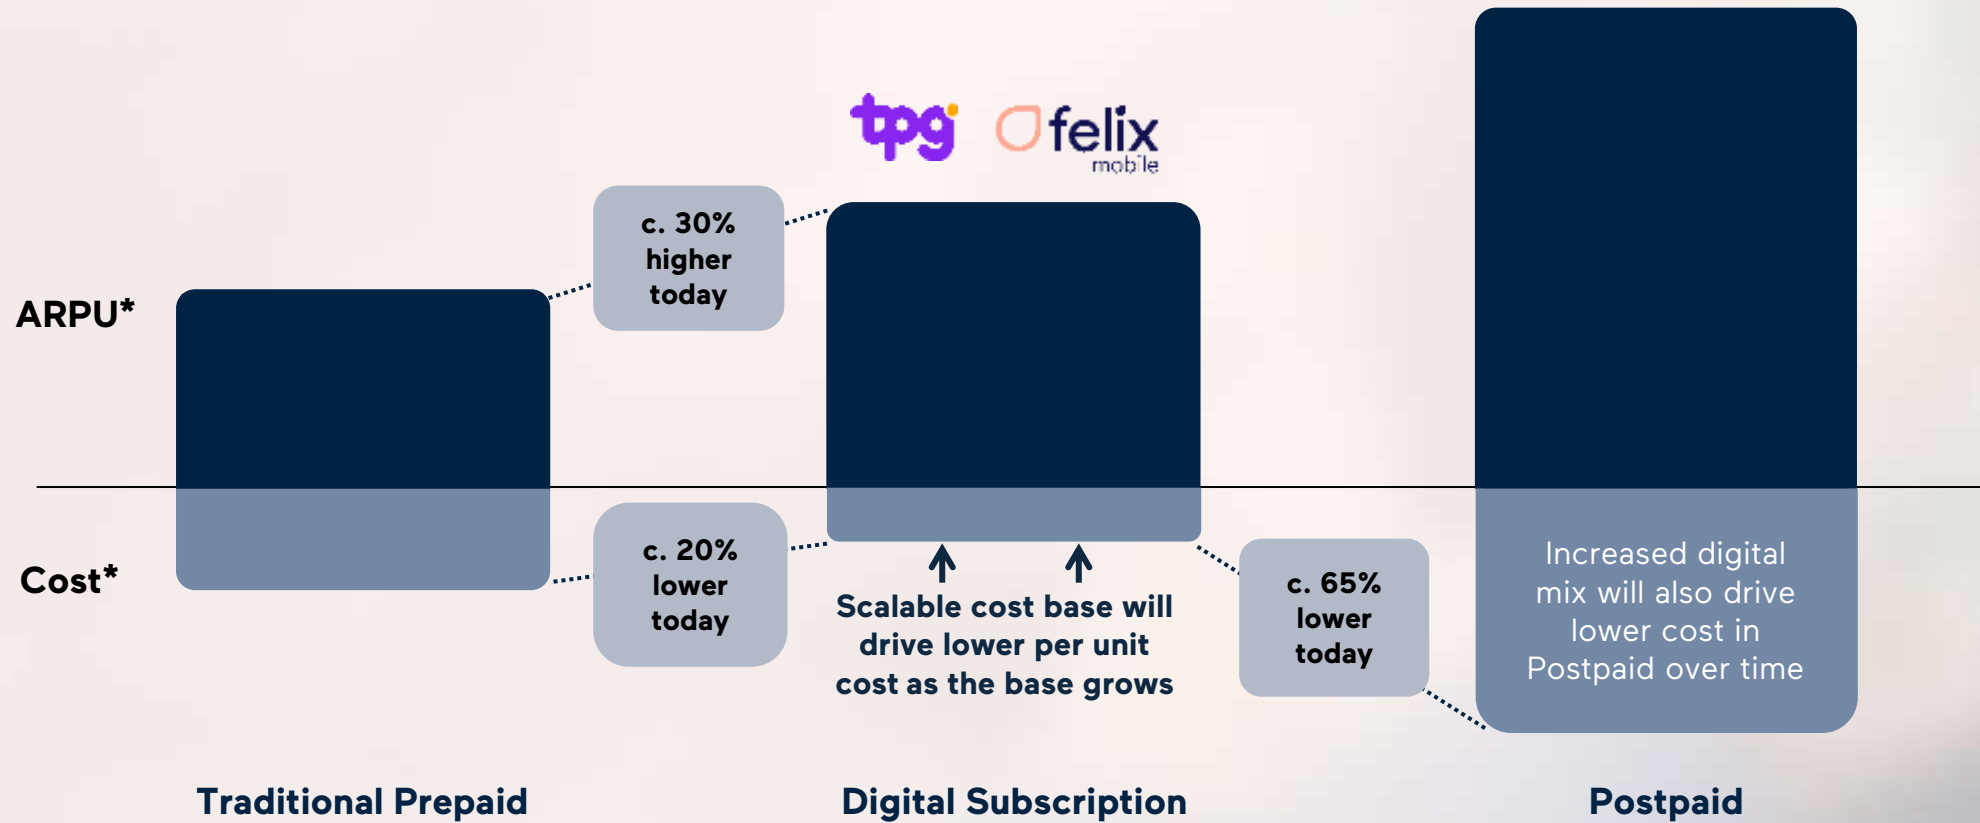 tpg
felix
mobile
c. 30%
higher
today
ARPU*
Cost*
c. 20%
lower
today
Scalable cost base will
drive lower per unit
cost as the base grows
c. 65%
lower
today
Increased digital
mix will also drive
lower cost in
Postpaid over time
Traditional Prepaid
Digital Subscription
Postpaid